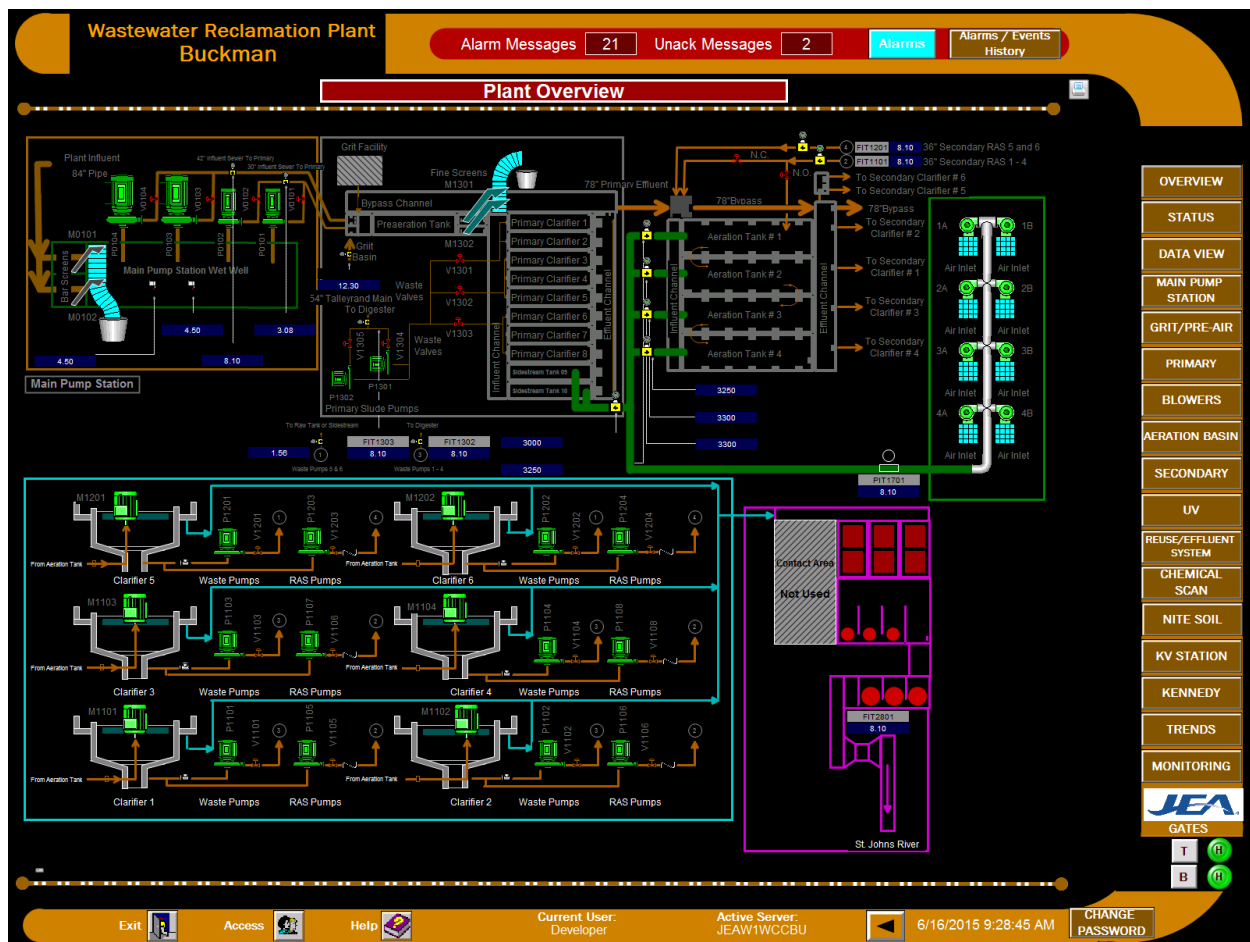 Wastewater Reclamation Plant
Buckman
Alarm Messages 21 Unack Messages 2
Alarms
Alarms / Events
History
Plant Overview
Plant Influent
84" Pipe
42" Influent Sewer To Primary
30" Influent Sewer To Primary
V0104
V0103
V0102
V0101
P0104
P0103
P0102
P0101
M0101
Bar Screens
Main Pump Station Wet Well
M0102
4.50
3.08
4.50
8.10
Main Pump Station
Grit Facility
Fine Screens
M1301
Bypass Channel
Preaeration Tank
M1302
Griit
Basin
12.30
54" Talleyrand Main
To Digester
Waste
Valves
V1301
V1302
V1303
V1305
V1304
Waste
Valves
P1301
P1302
Primary Slude Pumps
Influent Channel
Primary Clarifier 1
Primary Clarifier 2
Primary Clarifier 3
Primary Clarifier 4
Primary Clarifier 5
Primary Clarifier 6
Primary Clarifier 7
Primary Clarifier 8
Sidestream Tank 09
Sidestream Tank 10
Effluent Channel
78" Primary Effluent
To Raw Tank or Sidestream
To Digester
1.56
1
FIT1303
8.10
3
FIT1302
8.10
3000
3250
Waste Pumps 5 & 6
Waste Pumps 1 - 4
N.C.
N.O.
4 FIT1201 8.10 36" Secondary RAS 5 and 6
2 FIT1101 8.10 36" Secondary RAS 1 - 4
To Secondary Clarifier # 6
To Secondary Clarifier # 5
78"Bypass
78"Bypass
Influent Channel
Aeration Tank # 1
Aeration Tank # 2
Aeration Tank # 3
Aeration Tank # 4
Effluent Channel
To Secondary
Clarifier # 2
To Secondary
Clarifier # 1
To Secondary
Clarifier # 3
To Secondary
Clarifier # 4
3250
3300
3300
1A 1B
Air Inlet Air Inlet
2A 2B
Air Inlet Air Inlet
3A 3B
Air Inlet Air Inlet
4A 4B
Air Inlet Air Inlet
PIT1701
8.10
M1201
P1201
V1201
1
P1203
V1203
4
From Aeration Tank
Clarifier 5
Waste Pumps
RAS Pumps
M1202
P1202
V1202
1
P1204
V1204
4
From Aeration Tank
Clarifier 6
Waste Pumps
RAS Pumps
M1103
P1103
V1103
3
P1107
V1106
2
From Aeration Tank
Clarifier 3
Waste Pumps
RAS Pumps
M1104
P1104
V1104
3
P1108
V1108
2
From Aeration Tank
Clarifier 4
Waste Pumps
RAS Pumps
M1101
P1101
V1101
3
P1105
V1105
2
From Aeration Tank
Clarifier 1
Waste Pumps
RAS Pumps
M1102
P1102
V1102
3
P1106
V1106
2
From Aeration Tank
Clarifier 2
Waste Pumps
RAS Pumps
Contact Area
Not Used
FIT2801
8.10
St. Johns River
OVERVIEW
STATUS
DATA VIEW
MAIN PUMP
STATION
GRIT/PRE-AIR
PRIMARY
BLOWERS
AERATION BASIN
SECONDARY
UV
REUSE/EFFLUENT
SYSTEM
CHEMICAL
SCAN
NITE SOIL
KV STATION
KENNEDY
TRENDS
MONITORING
JEA
GATES
T H
B H
Exit
Access
Help
Current User:
Developer
Active Server:
JEAW1WCCBU
6/16/2015 9:28:45 AM
CHANGE
PASSWORD